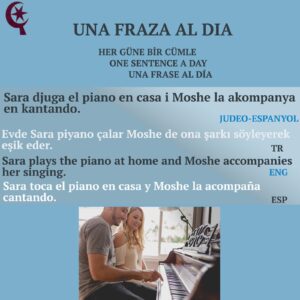 UNA FRAZA AL DIA
HER GÜNE BİR CÜMLE
ONE SENTENCE A DAY
UNA FRASE AL DÍA
Sara djuga el piano en casa i Moshe la akompanya
en kantando.
JUDEO-ESPANYOL
Evde Sara piyano çalar Moshe de ona şarkı söyleyerek
eşik eder.
TR
Sara plays the piano at home and Moshe accompanies
her singing.
ENG
Sara toca el piano en casa y Moshe la acompaña
cantando.
ESP